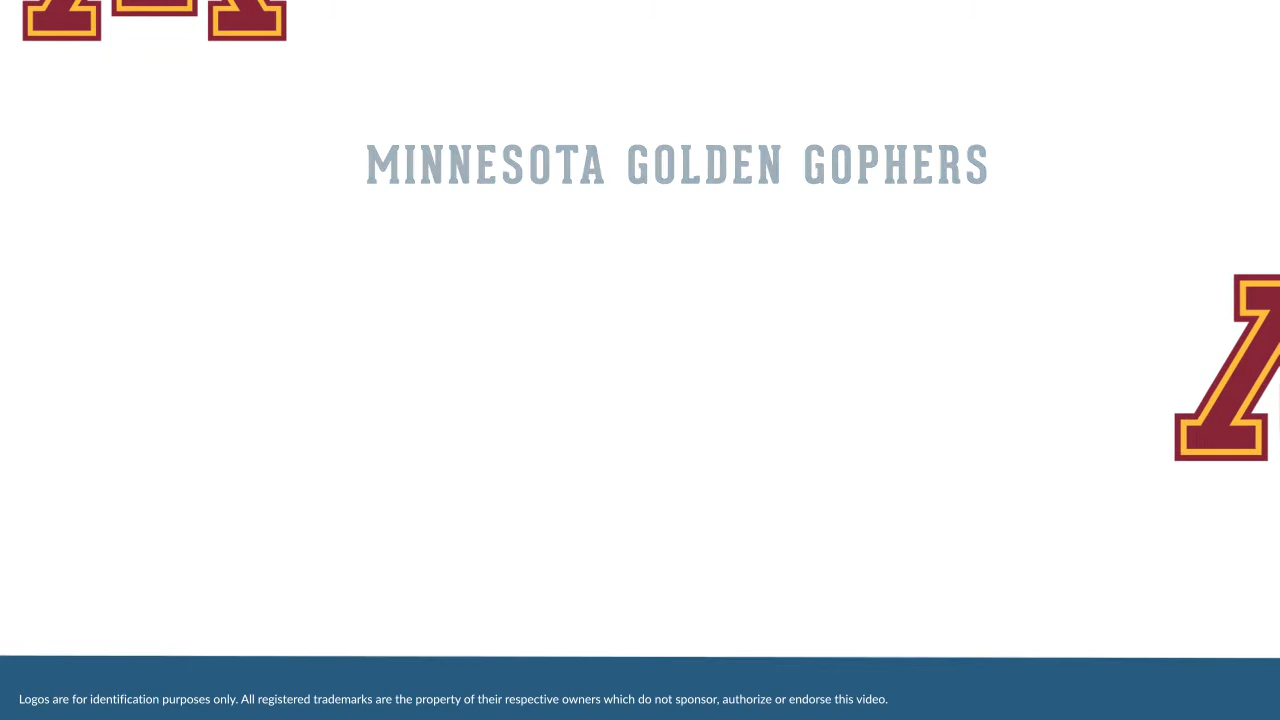 MINNESOTA GOLDEN GOPHERS
Logos are for identification purposes only. All registered trademarks are the property of their respective owners which do not sponsor, authorize or endorse this video.